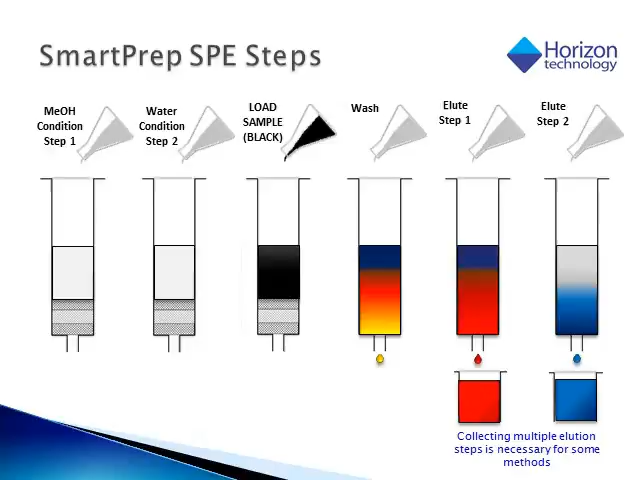 SmartPrep SPE Steps
Horizon
technology
MeOH
Condition
Step 1
Water
Condition
Step 2
LOAD
SAMPLE
(BLACK)
Wash
Elute
Step 1
Elute
Step 2
Collecting multiple elution
steps is necessary for some
methods